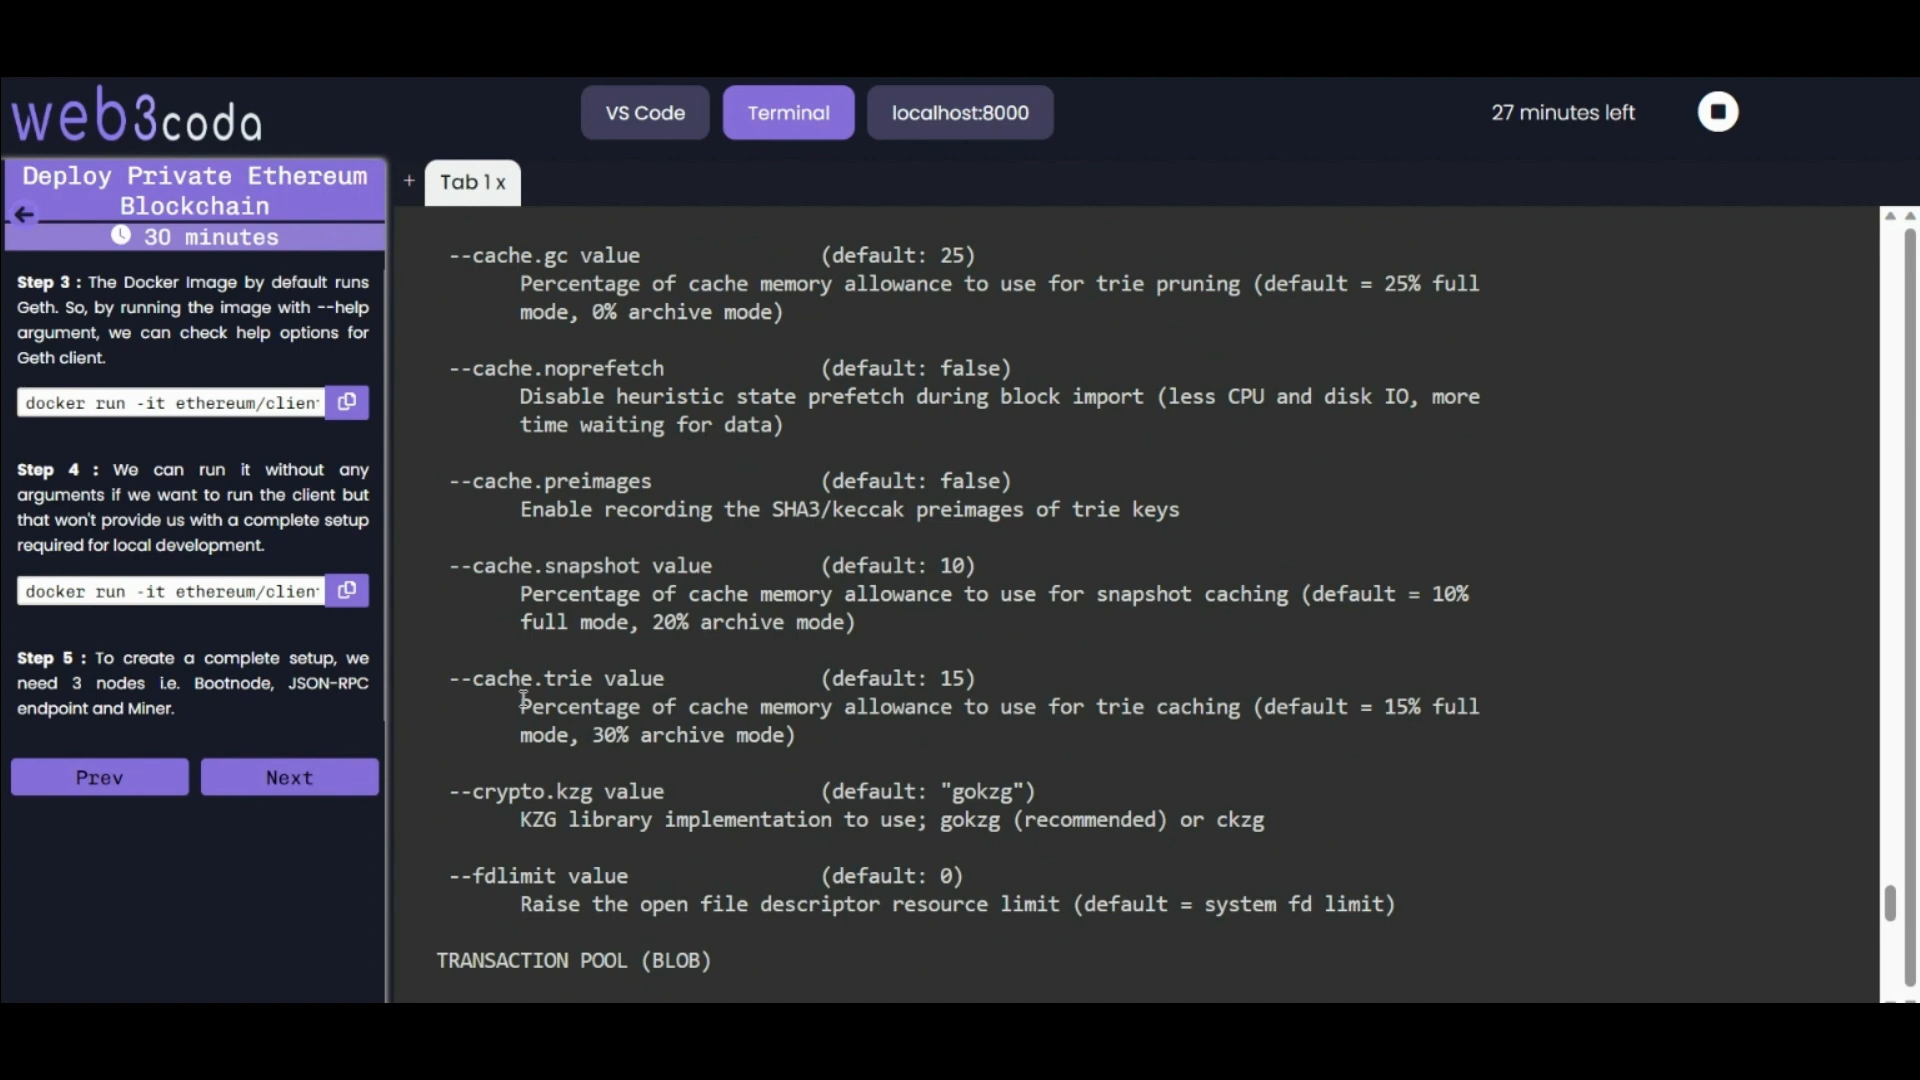 web3coda
VS Code
Terminal
localhost:8000
27 minutes left
Deploy Private Ethereum
Blockchain
30 minutes
Step 3 : The Docker Image by default runs
Geth. So, by running the image with --help
argument, we can check help options for
Geth client.
docker run -it ethereum/clien
Step 4 : We can run it without any
arguments if we want to run the client but
that won't provide us with a complete setup
required for local development.
docker run -it ethereum/clien
Step 5 : To create a complete setup, we
need 3 nodes i.e. Bootnode, JSON-RPC
endpoint and Miner.
Prev
Next
+
Tab 1 x
--cache.gc value (default: 25)
Percentage of cache memory allowance to use for trie pruning (default = 25% full
mode, 0% archive mode)
--cache.noprefetch (default: false)
Disable heuristic state prefetch during block import (less CPU and disk IO, more
time waiting for data)
--cache.preimages (default: false)
Enable recording the SHA3/keccak preimages of trie keys
--cache.snapshot value (default: 10)
Percentage of cache memory allowance to use for snapshot caching (default = 10%
full mode, 20% archive mode)
--cache.trie value (default: 15)
Percentage of cache memory allowance to use for trie caching (default = 15% full
mode, 30% archive mode)
--crypto.kzg value (default: "gokzg")
KZG library implementation to use; gokzg (recommended) or ckzg
--fdlimit value (default: 0)
Raise the open file descriptor resource limit (default = system fd limit)
TRANSACTION POOL (BLOB)